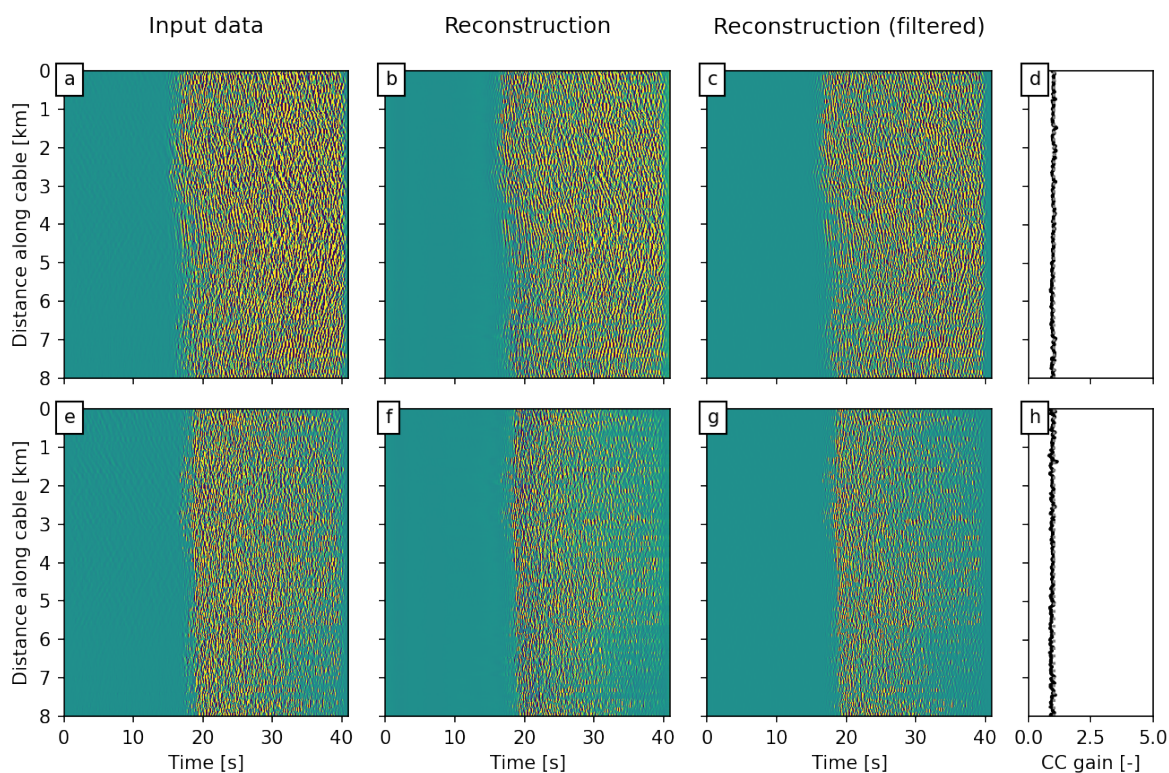 Input data Reconstruction Reconstruction (filtered)
a b c d
0
1
2
3
4
5
6
7
8
Distance along cable [km]
0 10 20 30 40 0 10 20 30 40 0 10 20 30 40 0.0 2.5 5.0
e f g h
0
1
2
3
4
5
6
7
8
Distance along cable [km]
Time [s] Time [s] Time [s] CC gain [-]